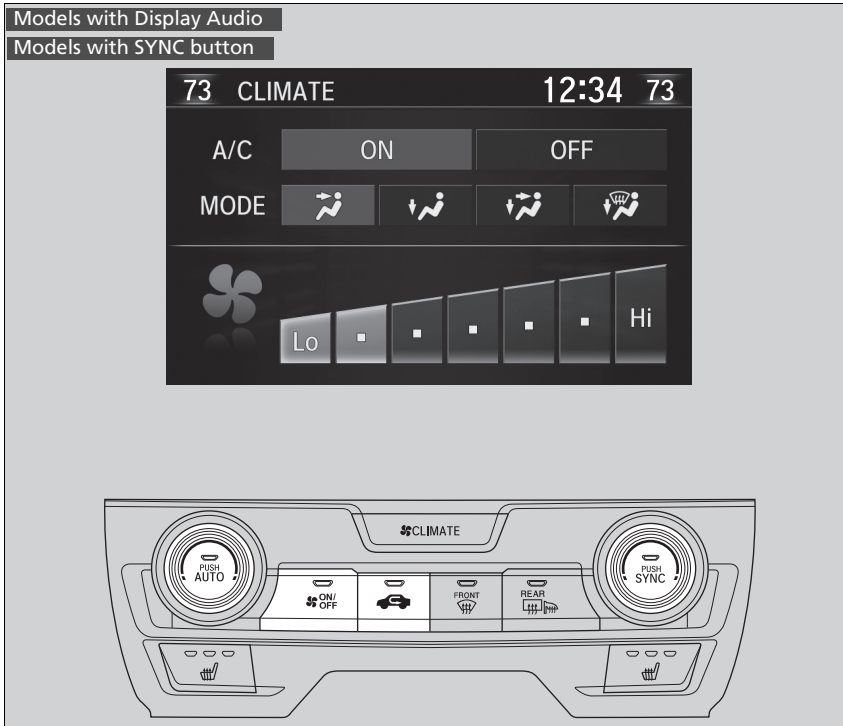 Models with Display Audio
Models with SYNC button
73 CLIMATE 12:34 73
A/C ON OFF
MODE
Lo Hi
CLIMATE
PUSH AUTO
ON/OFF
FRONT
REAR
PUSH SYNC